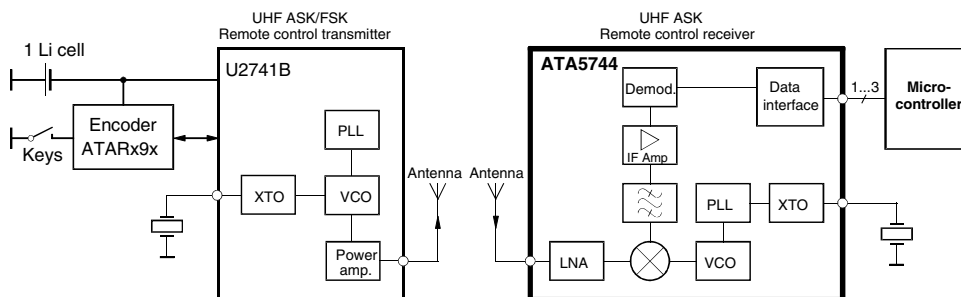 UHF ASK/FSK
Remote control transmitter
UHF ASK
Remote control receiver
1 Li cell
U2741B
Encoder
ATARx9x
Keys
PLL
XTO
VCO
Power
amp.
Antenna
Antenna
ATA5744
Demod.
Data
interface
1...3
Micro-
controller
IF Amp
PLL
XTO
LNA
VCO